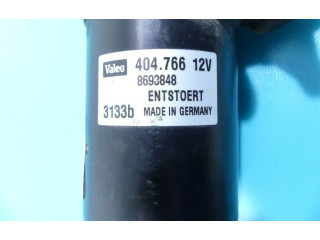 Valeo 404.766 12V
8693848
ENTSTOERT
3133b MADE IN GERMANY